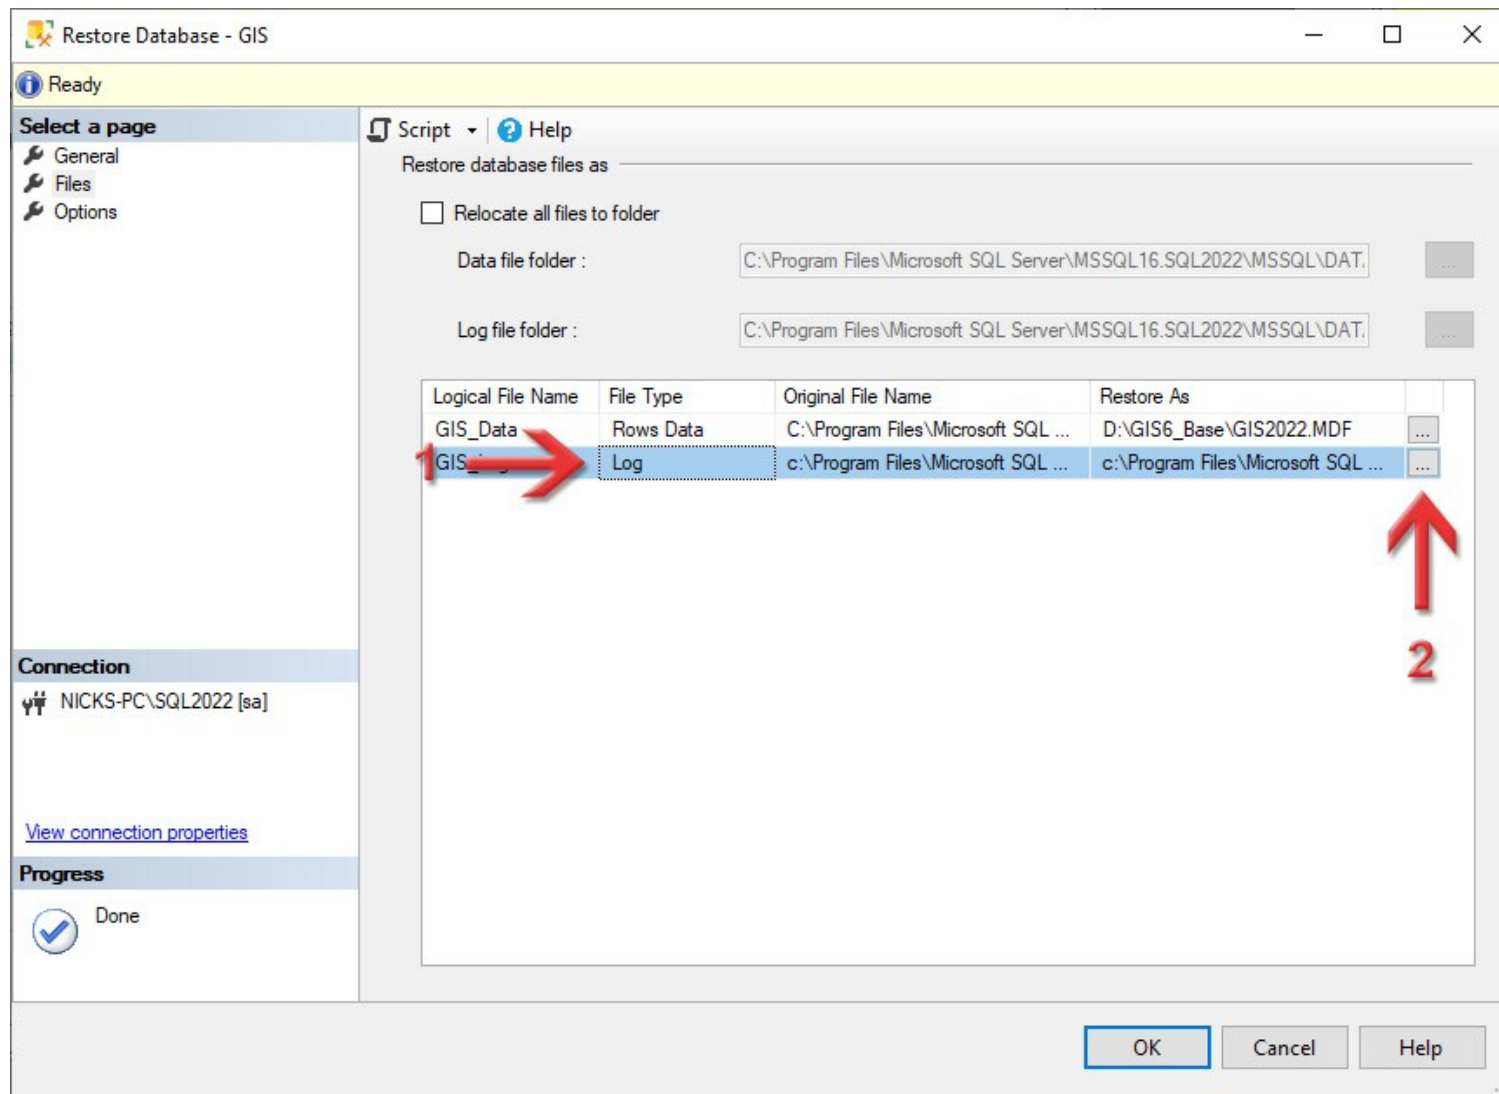 Restore Database - GIS
Ready
Select a page
General
Files
Options
Script
Help
Restore database files as
Relocate all files to folder
Data file folder :
C:\Program Files\Microsoft SQL Server\MSSQL16.SQL2022\MSSQL\DAT
...
Log file folder :
C:\Program Files\Microsoft SQL Server\MSSQL16.SQL2022\MSSQL\DAT
...
Logical File Name File Type Original File Name Restore As
GIS_Data Rows Data C:\Program Files\Microsoft SQL ... D:\GIS6_Base\GIS2022.MDF ...
1 Log c:\Program Files\Microsoft SQL ... c:\Program Files\Microsoft SQL ... ...
2
Connection
NICKS-PC\SQL2022 [sa]
View connection properties
Progress
Done
OK Cancel Help